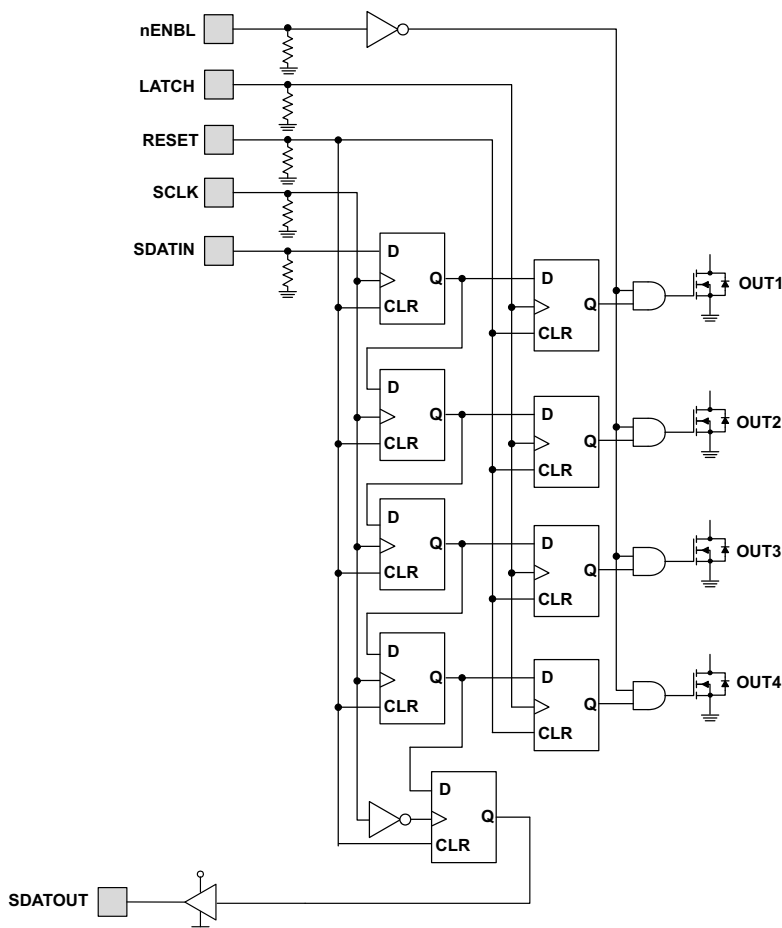 nENBL
LATCH
RESET
SCLK
SDATIN
D
Q
CLR
D
Q
CLR
OUT1
D
Q
CLR
D
Q
CLR
OUT2
D
Q
CLR
D
Q
CLR
OUT3
D
Q
CLR
D
Q
CLR
OUT4
D
Q
CLR
SDATOUT